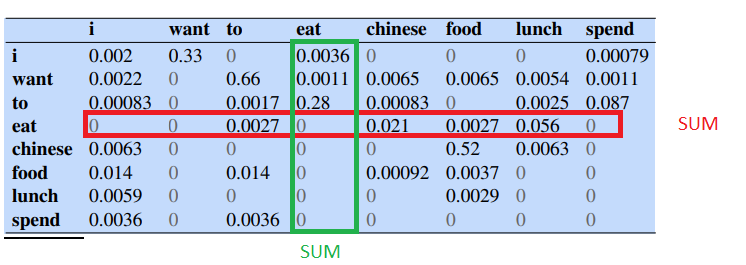 i want to eat chinese food lunch spend
i 0.002 0.33 0 0.0036 0 0 0 0.00079
want 0.0022 0 0.66 0.0011 0.0065 0.0065 0.0054 0.0011
to 0.00083 0 0.0017 0.28 0.00083 0 0.0025 0.087
eat 0 0 0.0027 0 0.021 0.0027 0.056 0 SUM
chinese 0.0063 0 0 0 0 0.52 0.0063 0
food 0.014 0 0.014 0 0.00092 0.0037 0 0
lunch 0.0059 0 0 0 0 0.0029 0 0
spend 0.0036 0 0.0036 0 0 0 0 0
SUM